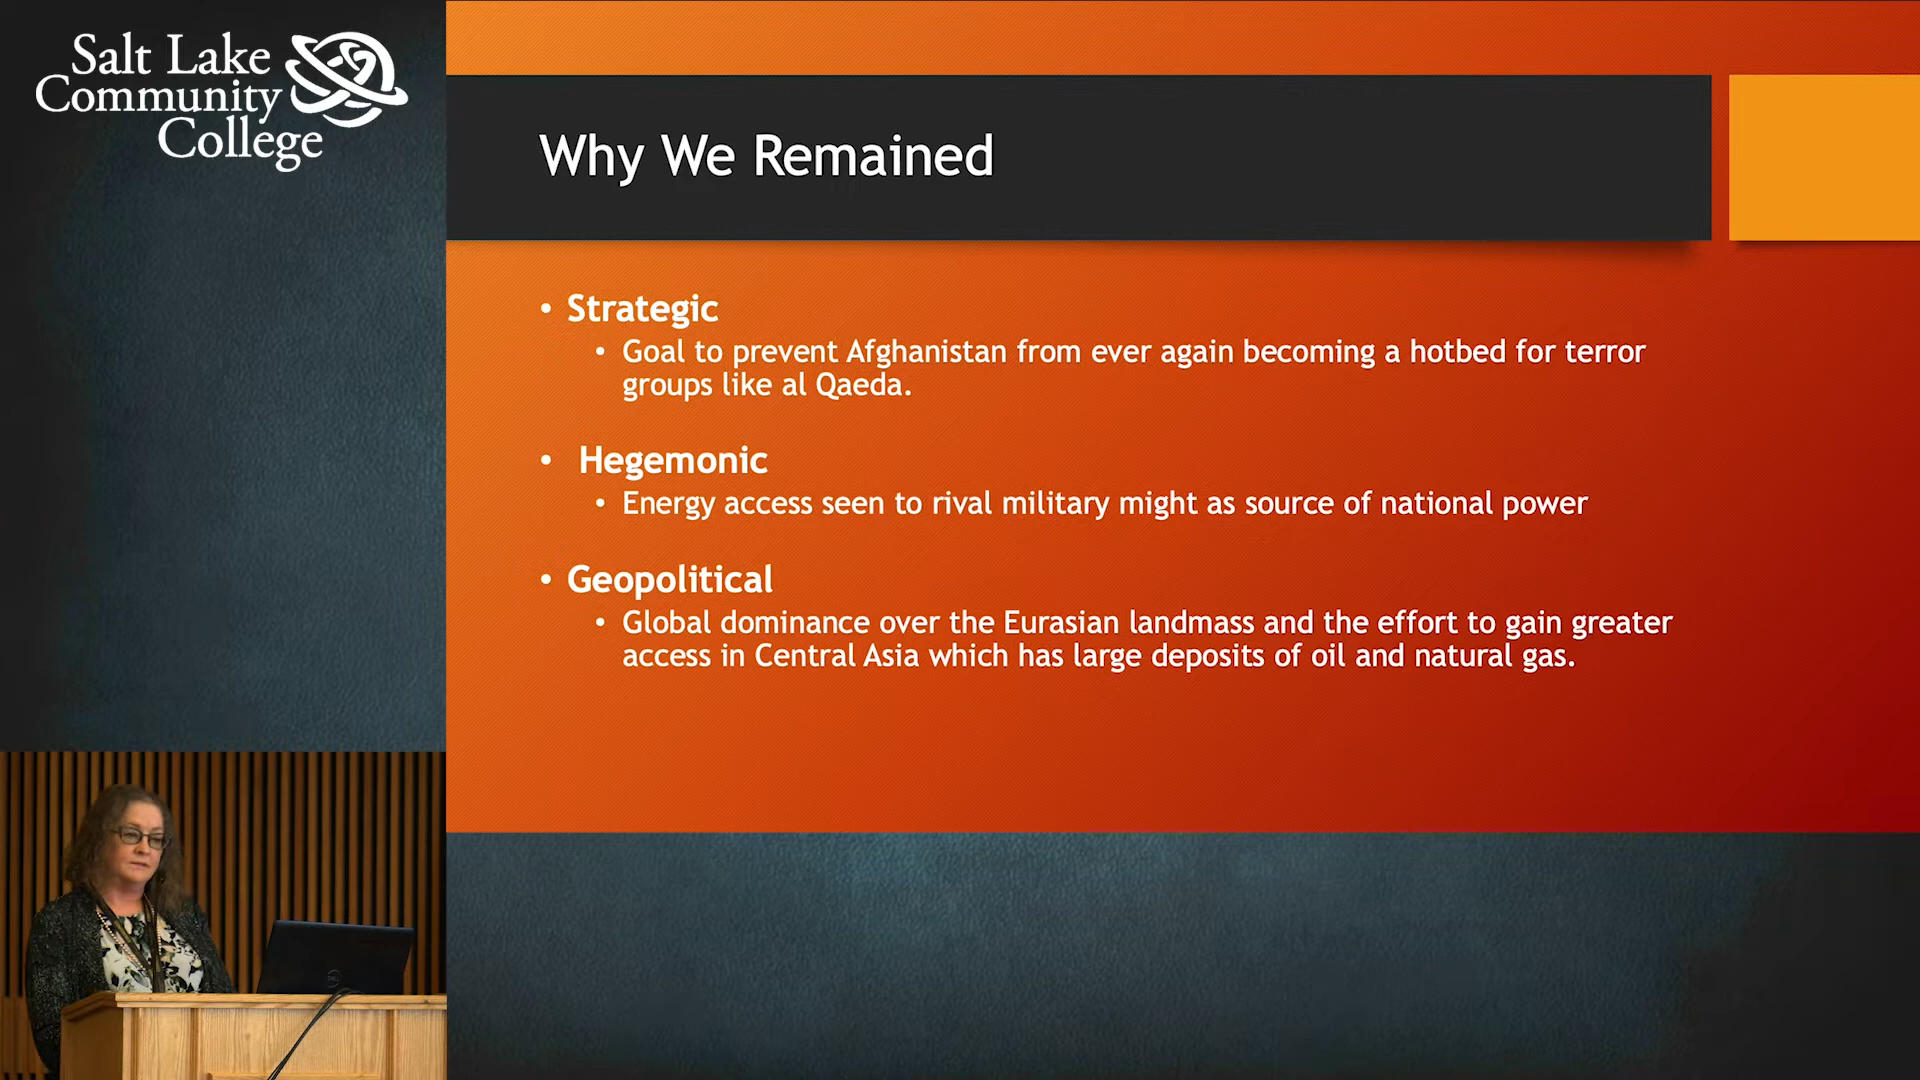 Salt Lake
Community
College
Why We Remained
• Strategic
• Goal to prevent Afghanistan from ever again becoming a hotbed for terror
groups like al Qaeda.
• Hegemonic
• Energy access seen to rival military might as source of national power
• Geopolitical
• Global dominance over the Eurasian landmass and the effort to gain greater
access in Central Asia which has large deposits of oil and natural gas.